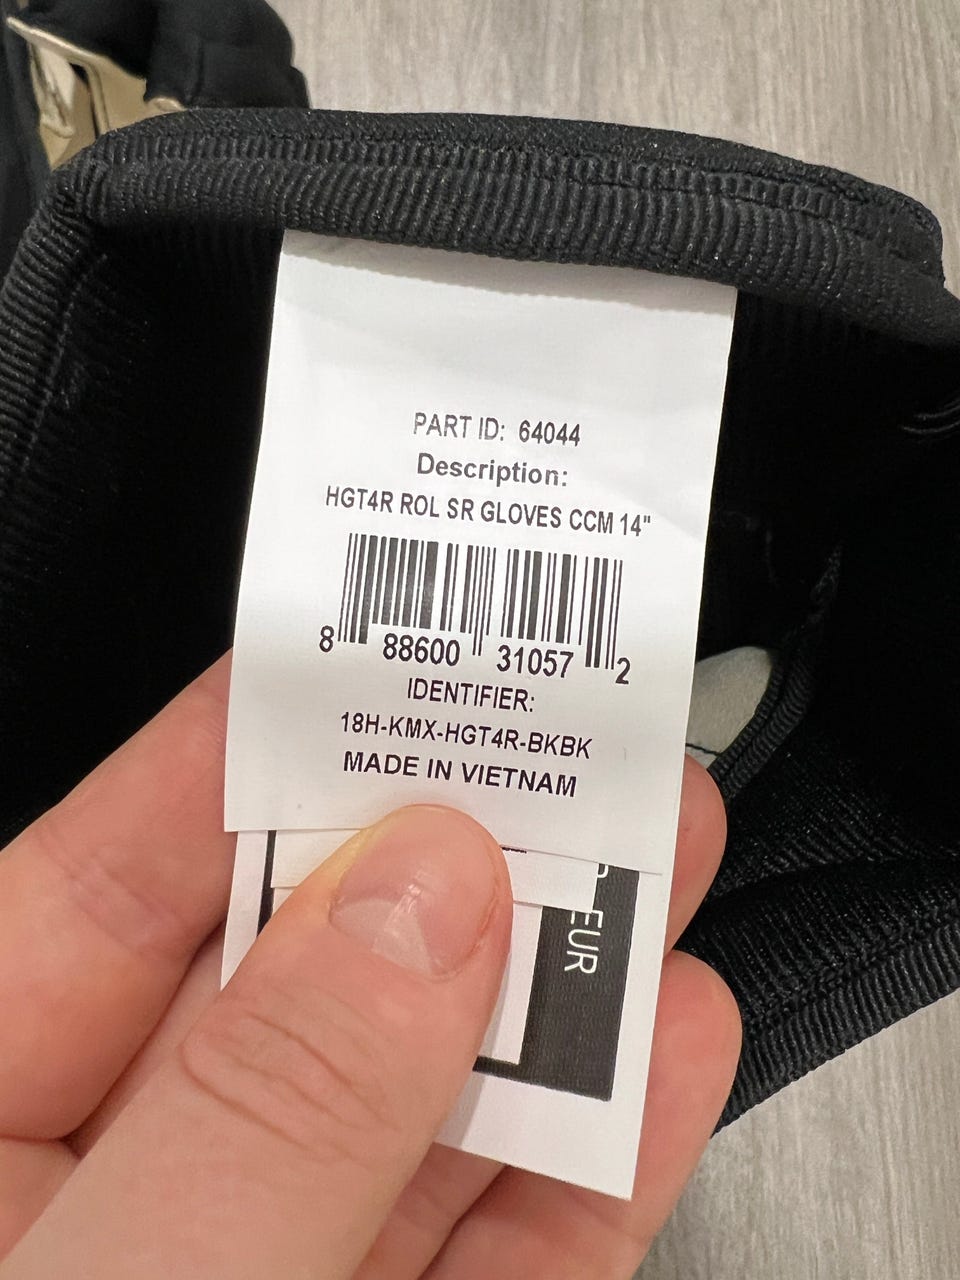 PART ID: 64044
Description:
HGT4R ROL SR GLOVES CCM 14"
8 88600 31057 2
IDENTIFIER:
18H-KMX-HGT4R-BKBK
MADE IN VIETNAM
EUR